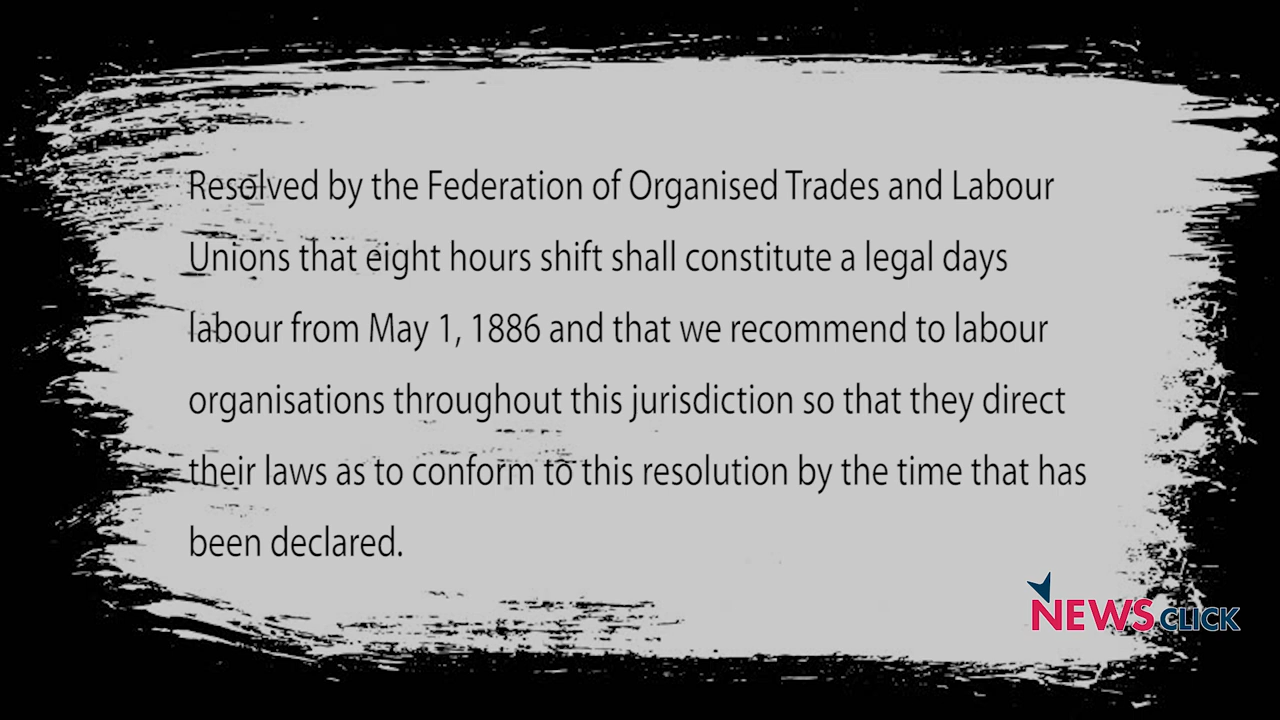 Resolved by the Federation of Organised Trades and Labour
Unions that eight hours shift shall constitute a legal days
labour from May 1, 1886 and that we recommend to labour
organisations throughout this jurisdiction so that they direct
their laws as to conform to this resolution by the time that has
been declared.
NEWSCLICK